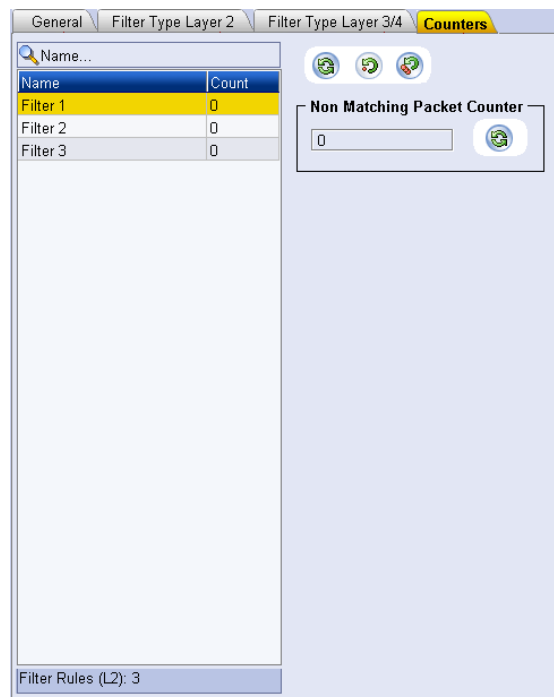 General Filter Type Layer 2 Filter Type Layer 3/4 Counters
Name...
Name Count
Filter 1 0
Filter 2 0
Filter 3 0
Filter Rules (L2): 3
Non Matching Packet Counter
0